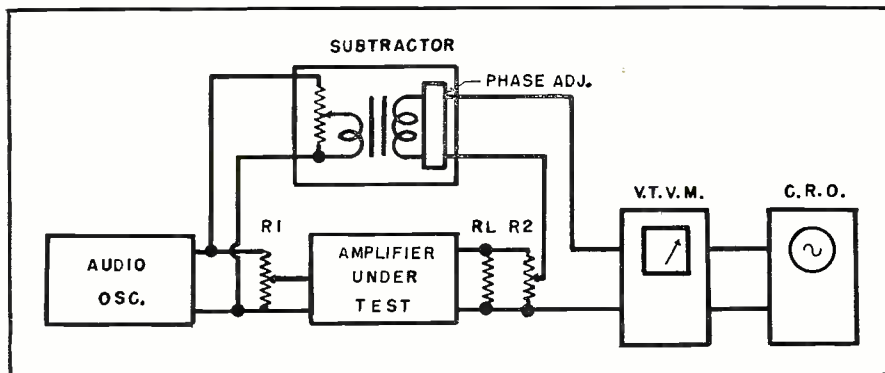 SUBTRACTOR
PHASE ADJ.
V.T.V.M.
C.R.O.
R1
RL R2
AUDIO
OSC.
AMPLIFIER
UNDER
TEST